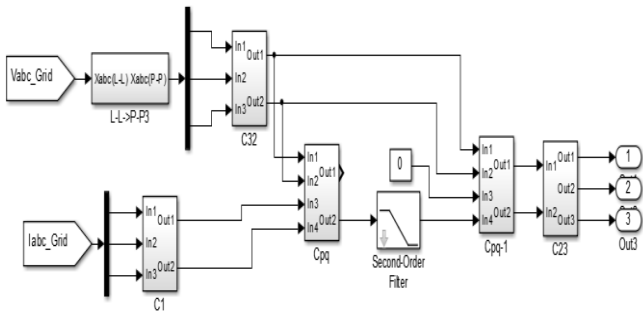 Vabc_Grid
Xabc(L-L) Xabc(P-P)
L-L->P-P3
In1
In2
In3
Out1
Out2
C32
Iabc_Grid
In1
In2
In3
Out1
Out2
C1
In1
In2
In3
In4
Out1
Out2
Cpq
0
Second-Order
Filter
In1
In2
In3
In4
Out1
Out2
Cpq-1
In1
In2
Out1
Out2
Out3
C23
1
2
3
Out3